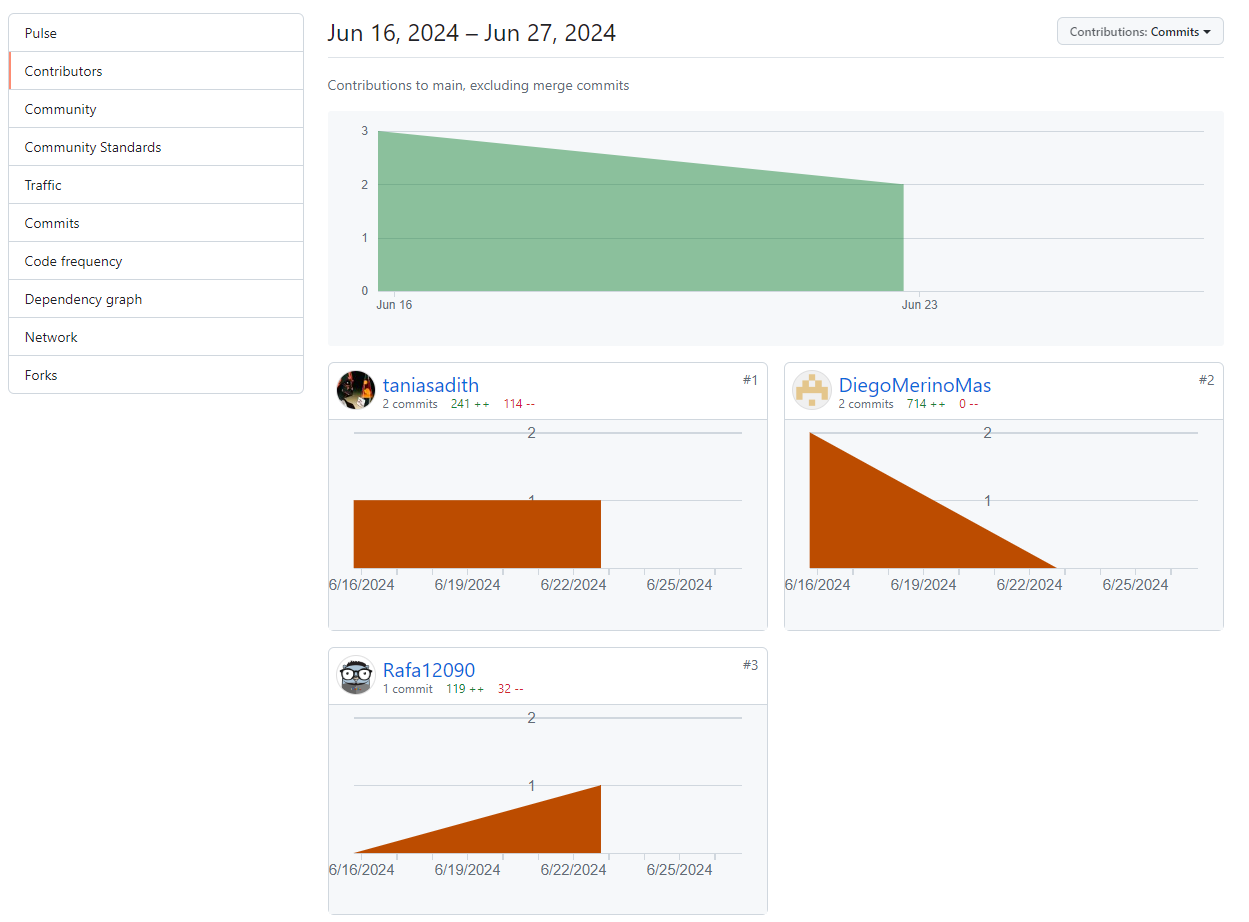 Pulse
Contributors
Community
Community Standards
Traffic
Commits
Code frequency
Dependency graph
Network
Forks
Jun 16, 2024 – Jun 27, 2024
Contributions: Commits
Contributions to main, excluding merge commits
3
2
1
0
Jun 16 Jun 23
taniasadith #1
2 commits 241 ++ 114 --
2
1
6/16/2024 6/19/2024 6/22/2024 6/25/2024
DiegoMerinoMas #2
2 commits 714 ++ 0 --
2
1
6/16/2024 6/19/2024 6/22/2024 6/25/2024
Rafa12090 #3
1 commit 119 ++ 32 --
2
1
6/16/2024 6/19/2024 6/22/2024 6/25/2024